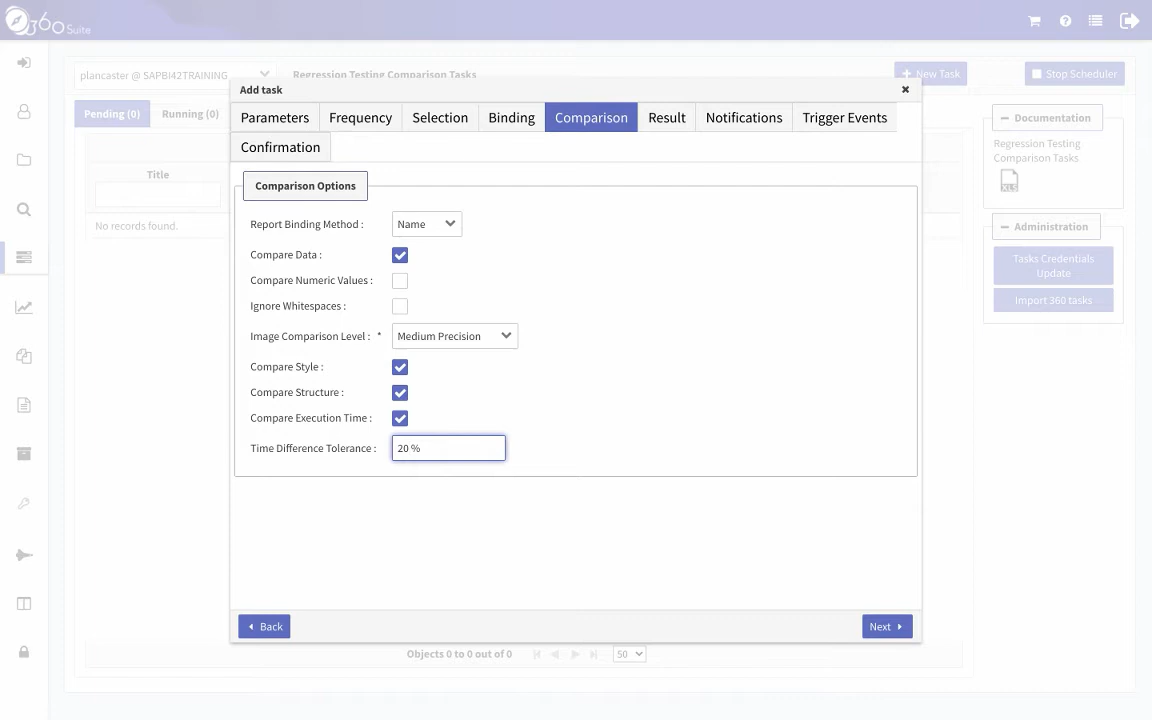 360Suite
plancaster @ SAPBI42TRAINING
Regression Testing Comparison Tasks
New Task
Stop Scheduler
Pending (0)
Running (0)
Title
No records found.
Add task
Parameters
Frequency
Selection
Binding
Comparison
Result
Notifications
Trigger Events
Confirmation
Comparison Options
Report Binding Method :
Name
Compare Data :
Compare Numeric Values :
Ignore Whitespaces :
Image Comparison Level : *
Medium Precision
Compare Style :
Compare Structure :
Compare Execution Time :
Time Difference Tolerance :
20 %
Back
Next
Objects 0 to 0 out of 0
50
Documentation
Regression Testing
Comparison Tasks
XLS
Administration
Tasks Credentials
Update
Import 360 tasks